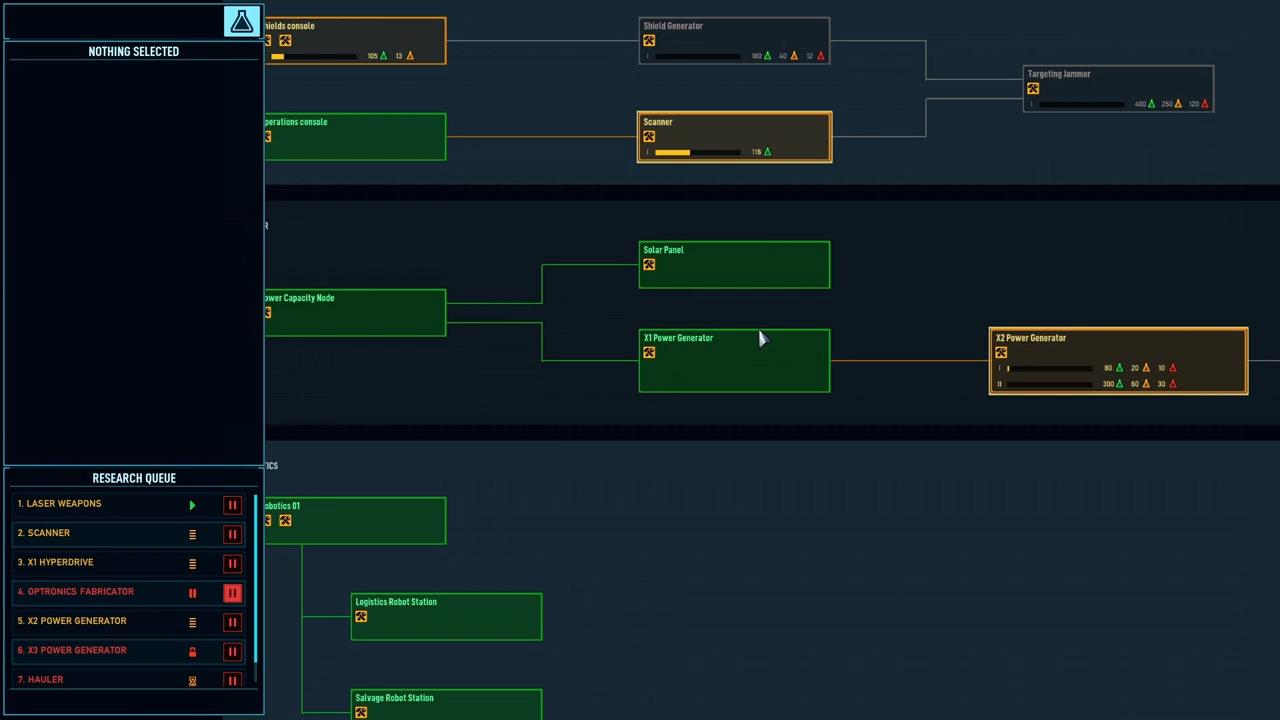 NOTHING SELECTED
hields console
105 13
Shield Generator
I 160 40 12
Targeting Jammer
I 400 250 120
perations console
Scanner
I 116
R
Solar Panel
ower Capacity Node
X1 Power Generator
X2 Power Generator
I 80 20 10
II 300 60 30
TICS
obotics 01
Logistics Robot Station
Salvage Robot Station
RESEARCH QUEUE
1. LASER WEAPONS
2. SCANNER
3. X1 HYPERDRIVE
4. OPTRONICS FABRICATOR
5. X2 POWER GENERATOR
6. X3 POWER GENERATOR
7. HAULER